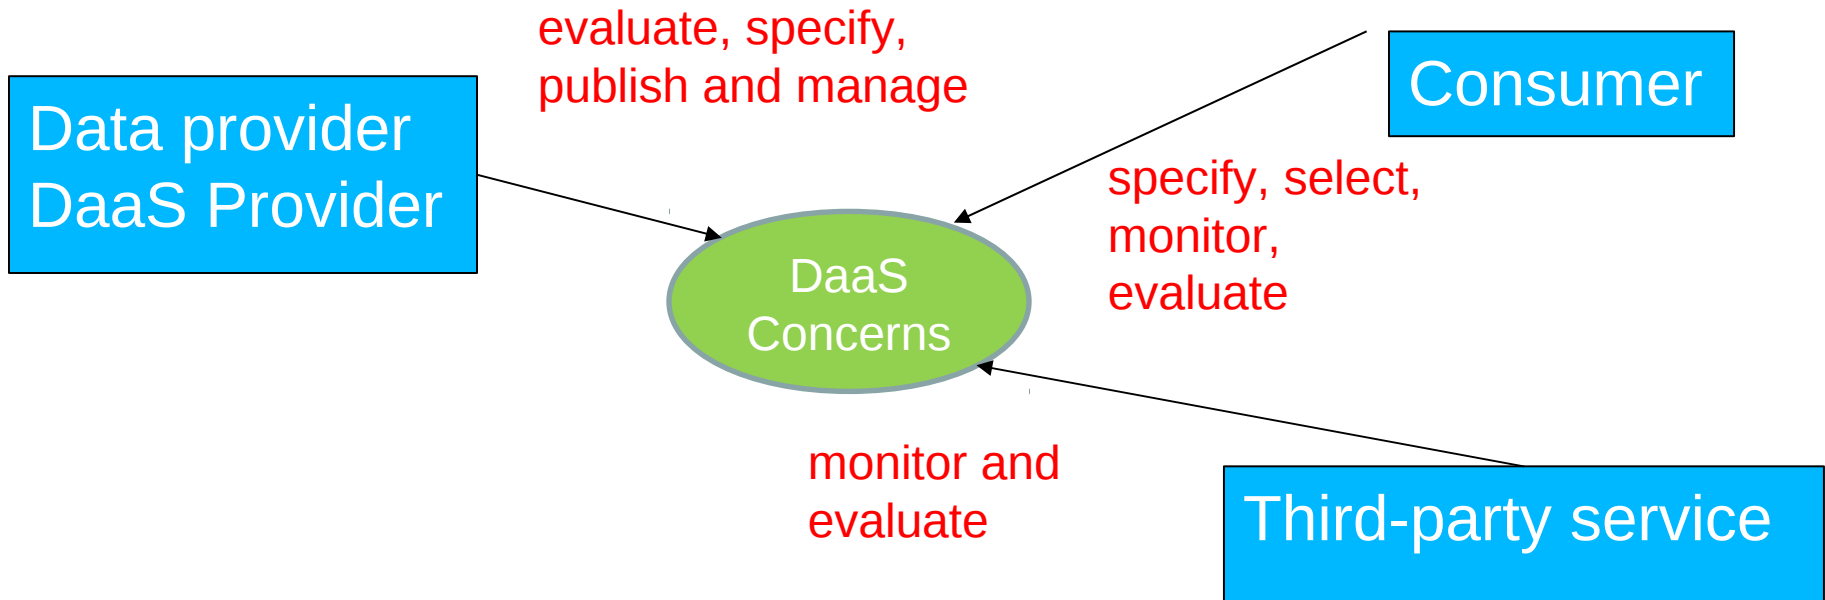 evaluate, specify,
publish and manage
Data provider
DaaS Provider
Consumer
specify, select,
monitor,
evaluate
DaaS
Concerns
monitor and
evaluate
Third-party service